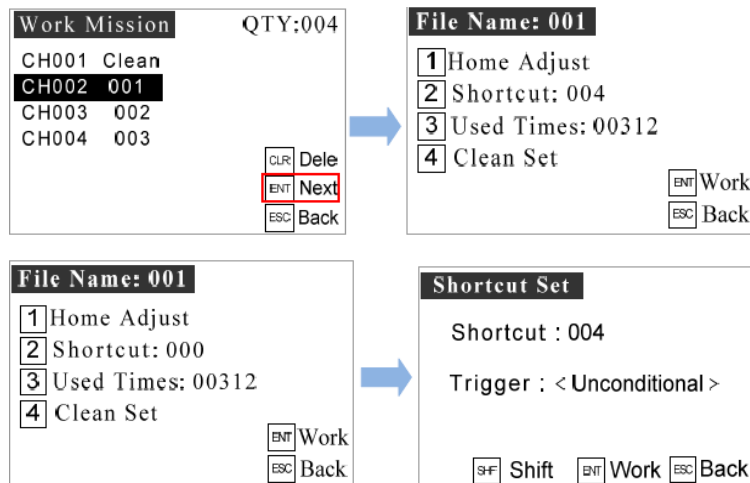 Work Mission QTY:004
CH001 Clean
CH002 001
CH003 002
CH004 003
CLR Dele
ENT Next
ESC Back
File Name: 001
1 Home Adjust
2 Shortcut: 004
3 Used Times: 00312
4 Clean Set
ENT Work
ESC Back
File Name: 001
1 Home Adjust
2 Shortcut: 000
3 Used Times: 00312
4 Clean Set
ENT Work
ESC Back
Shortcut Set
Shortcut : 004
Trigger : < Unconditional >
SHF Shift ENT Work ESC Back